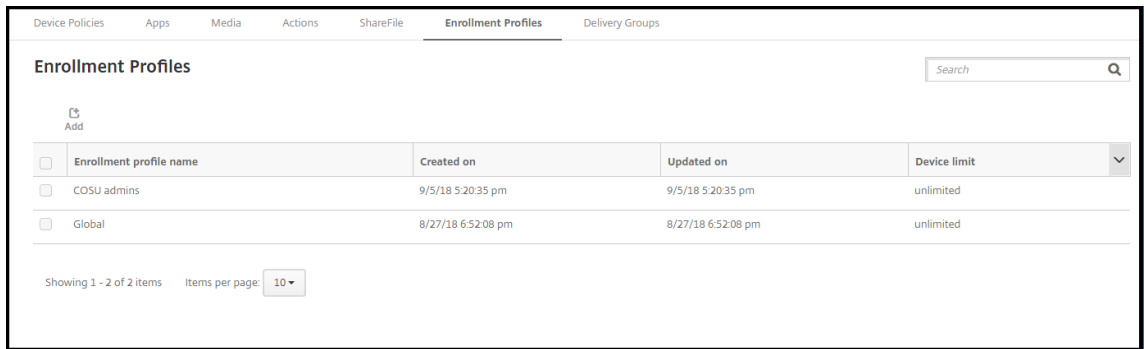 Device Policies Apps Media Actions ShareFile Enrollment Profiles Delivery Groups
Enrollment Profiles Search
Add
Enrollment profile name Created on Updated on Device limit
COSU admins 9/5/18 5:20:35 pm 9/5/18 5:20:35 pm unlimited
Global 8/27/18 6:52:08 pm 8/27/18 6:52:08 pm unlimited
Showing 1 - 2 of 2 items Items per page: 10